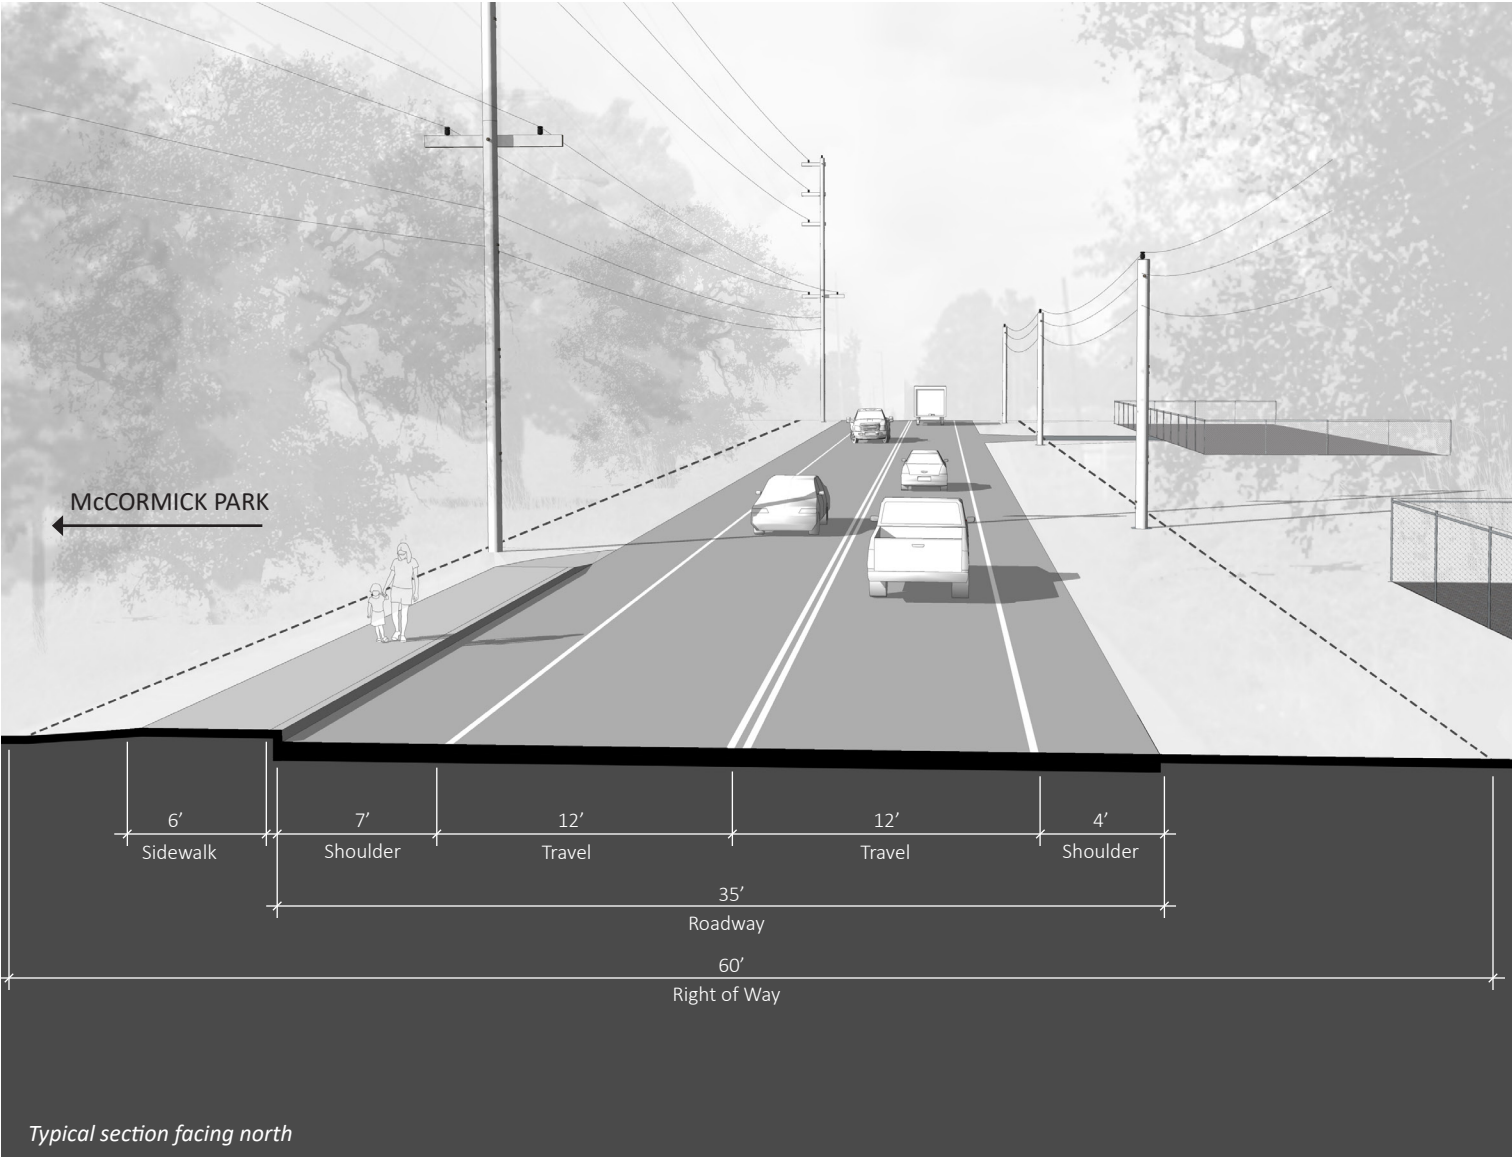 McCORMICK PARK
6’ 7’ 12’ 12’ 4’
Sidewalk Shoulder Travel Travel Shoulder
35’
Roadway
60’
Right of Way
Typical section facing north